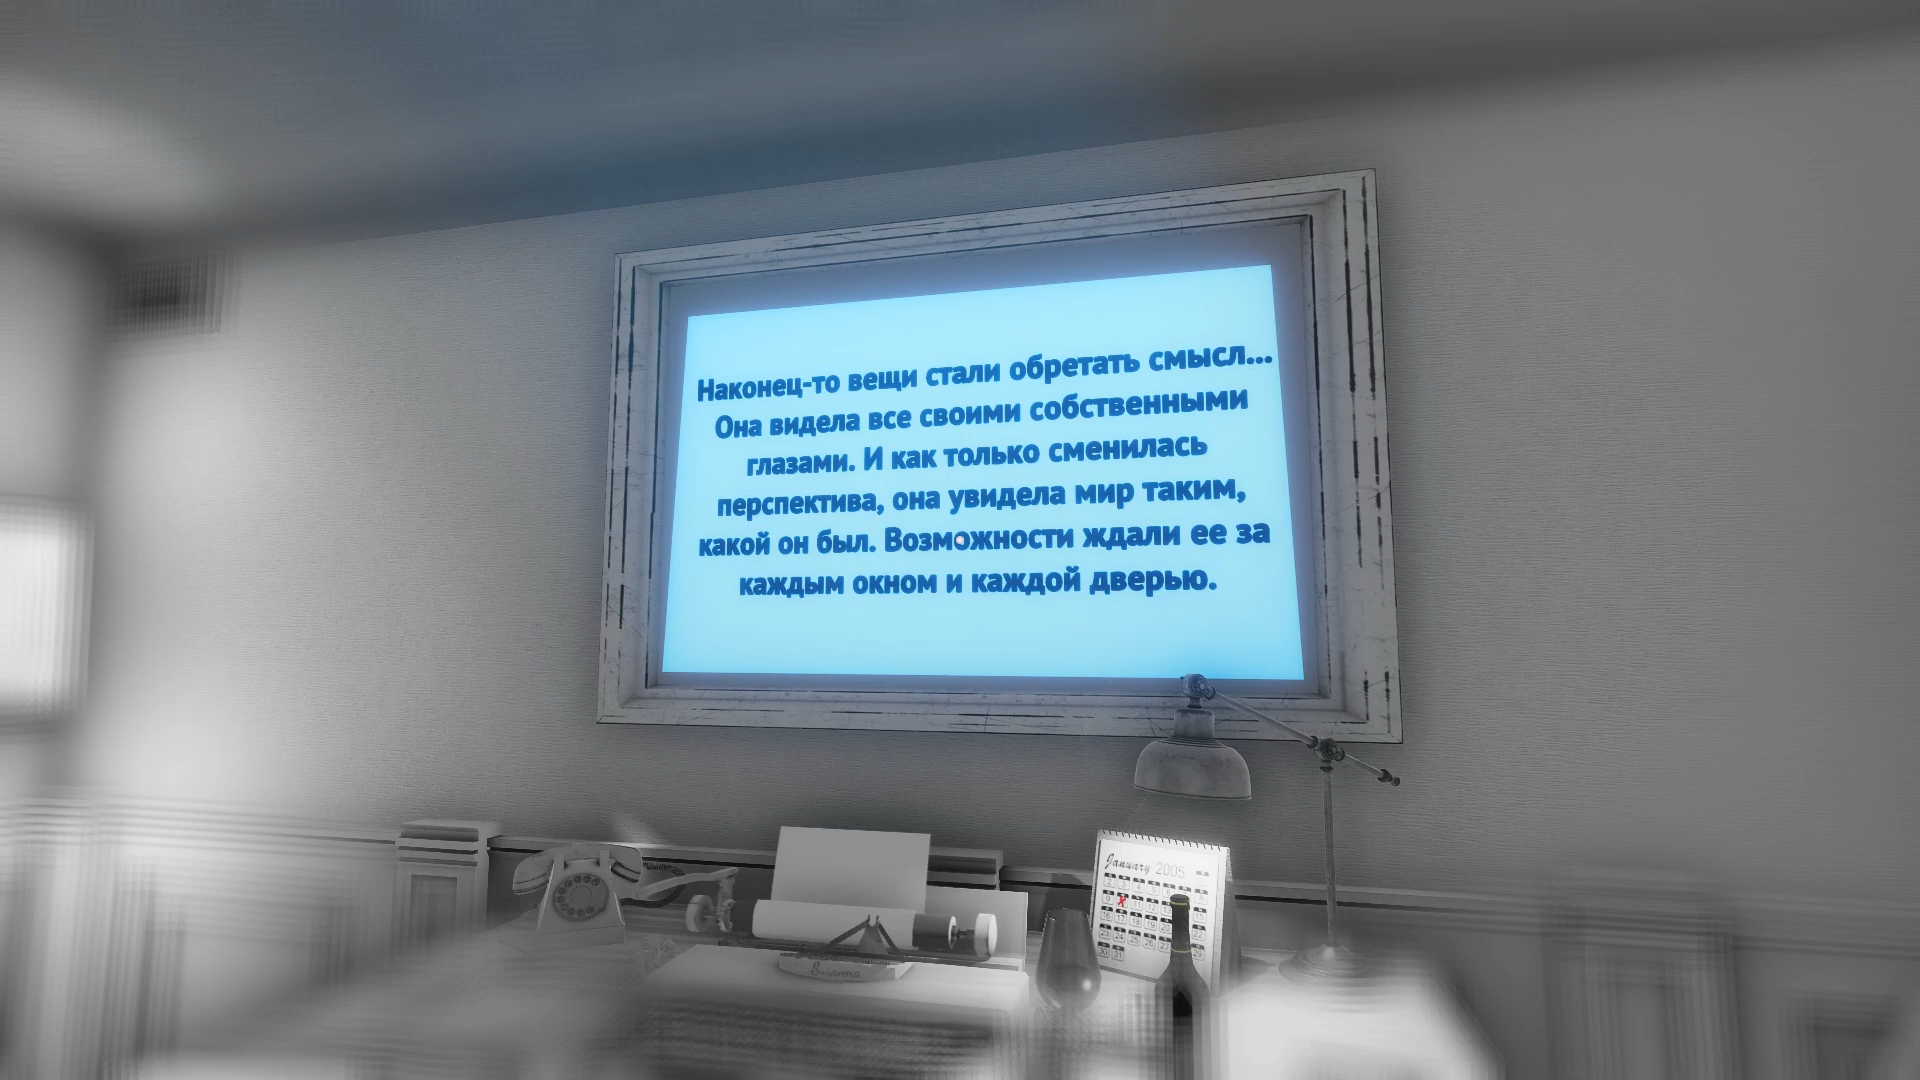 Наконец-то вещи стали обретать смысл...
Она видела все своими собственными
глазами. И как только сменилась
перспектива, она увидела мир таким,
какой он был. Возможности ждали ее за
каждым окном и каждой дверью.
January 2005
Susanna